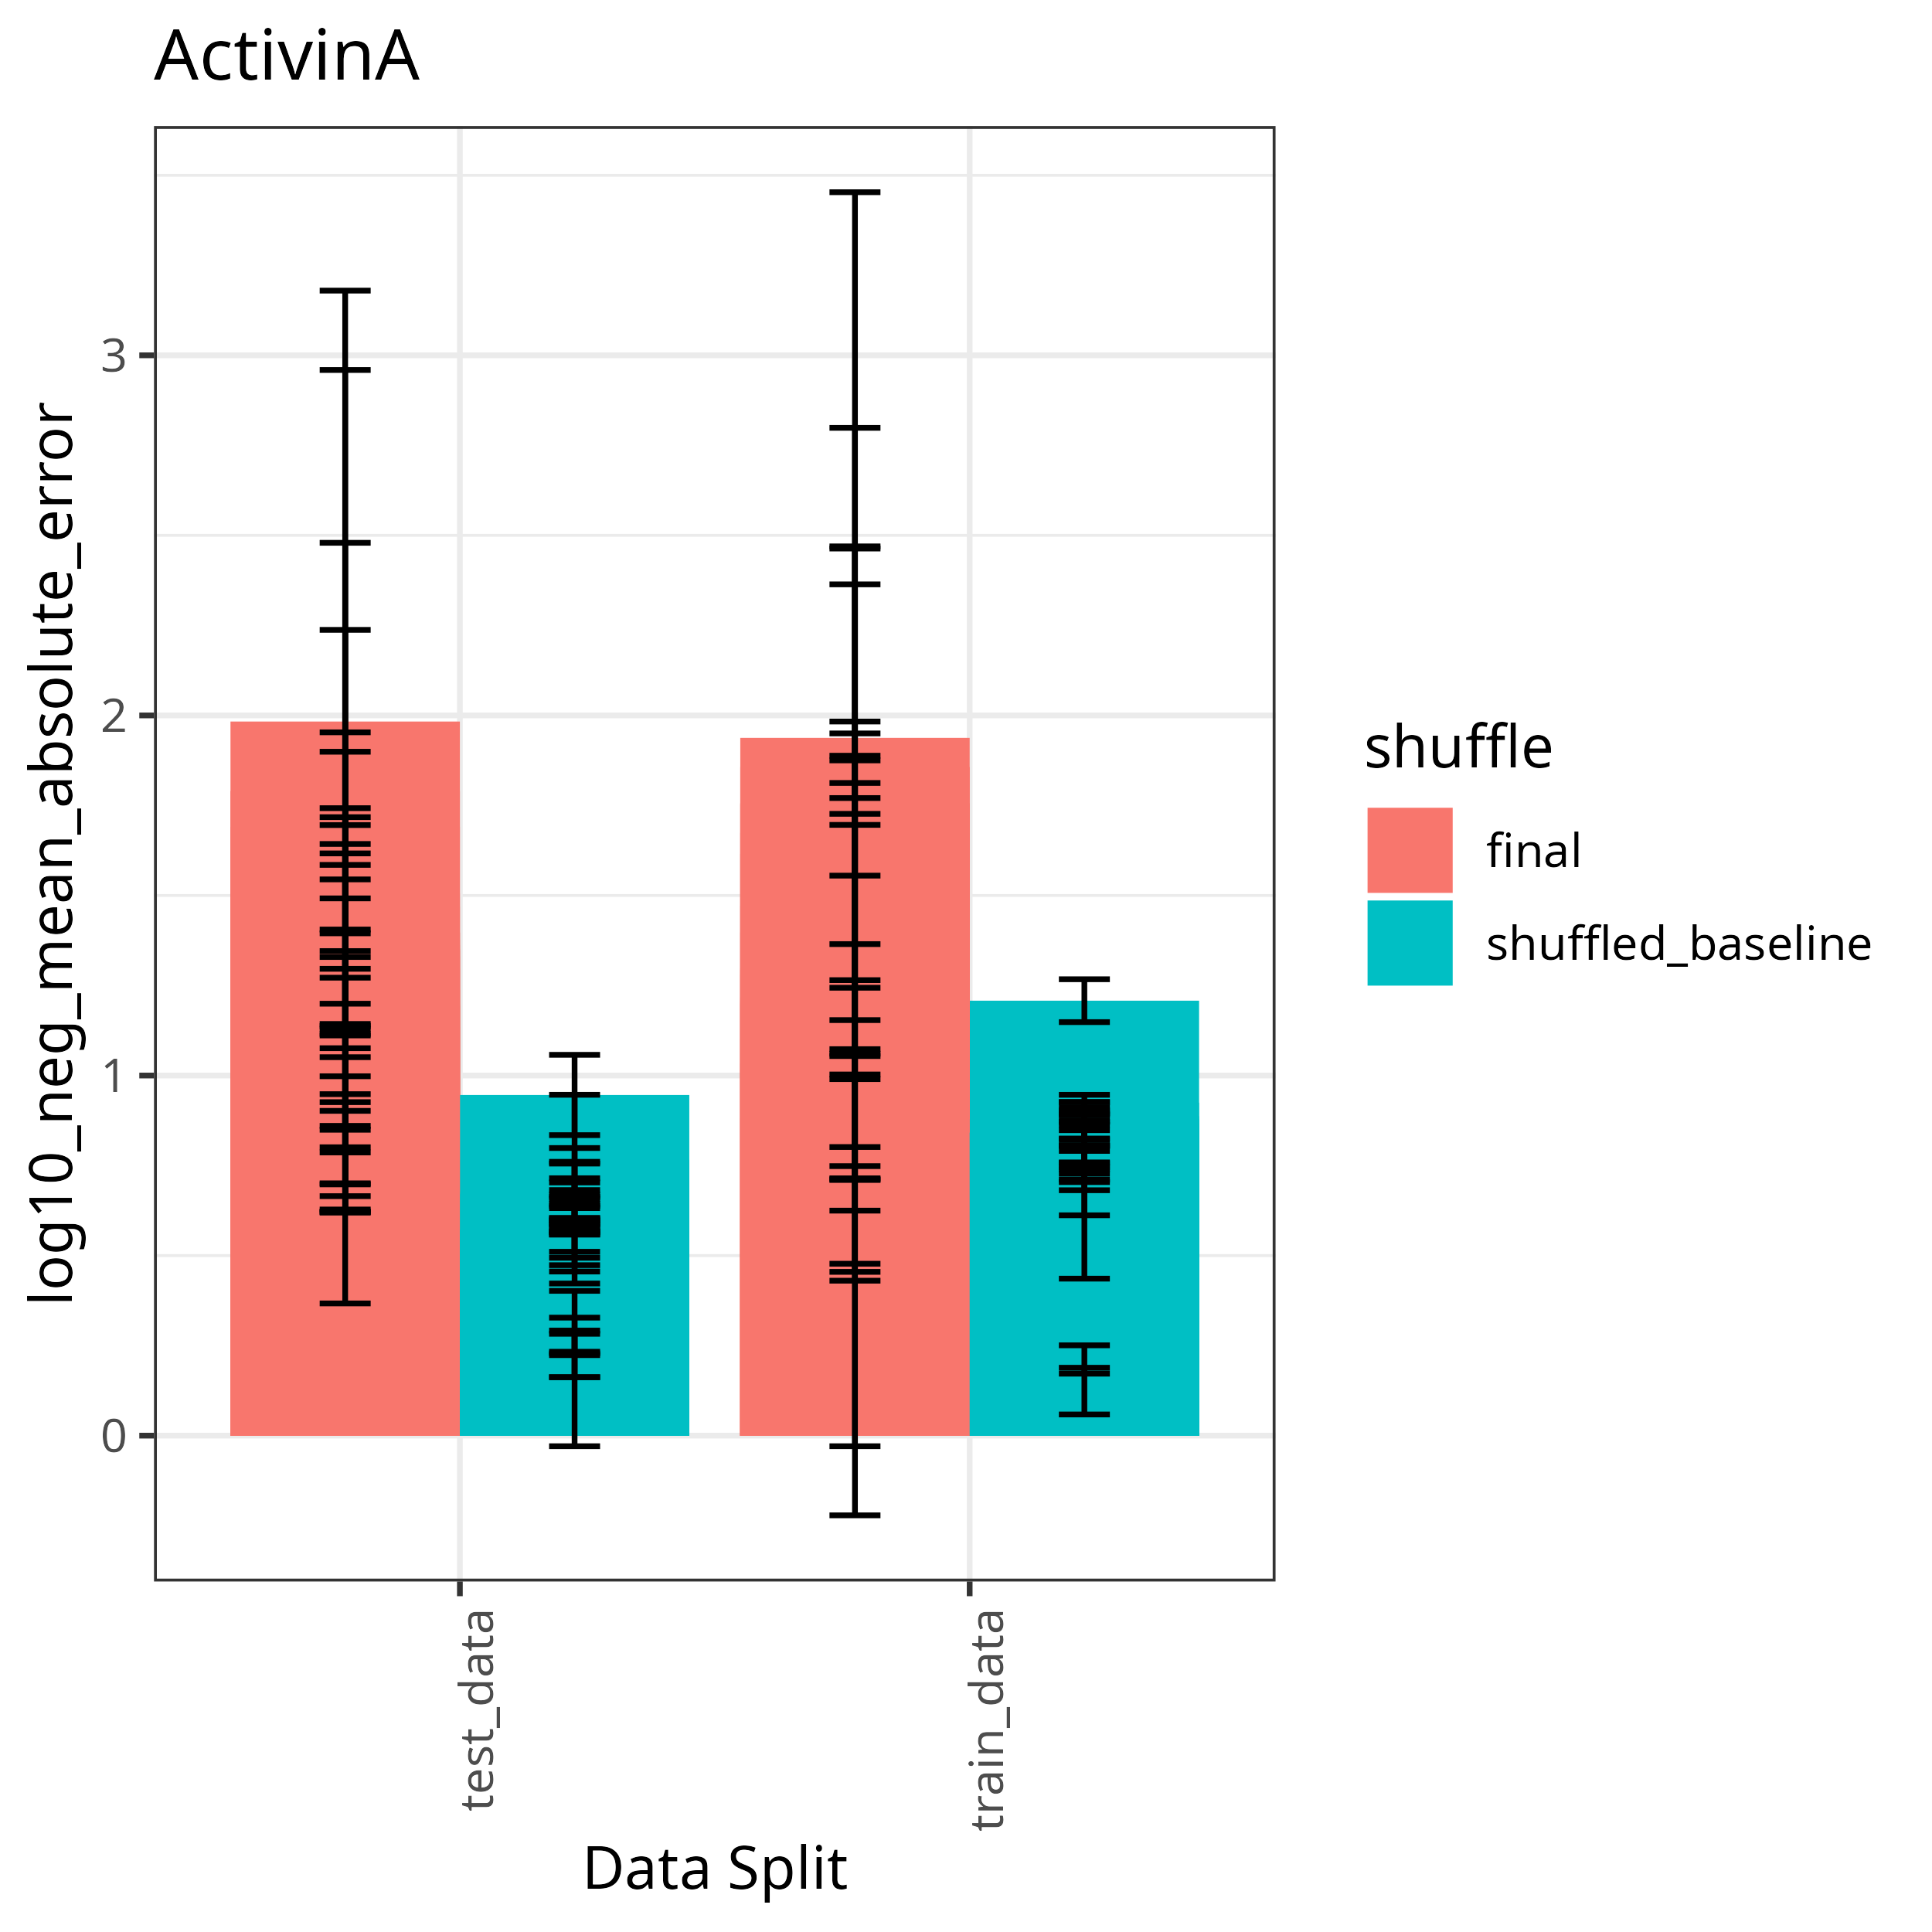 ActivinA
log10_neg_mean_absolute_error
3
2
1
0
test_data
train_data
Data Split
shuffle
final
shuffled_baseline